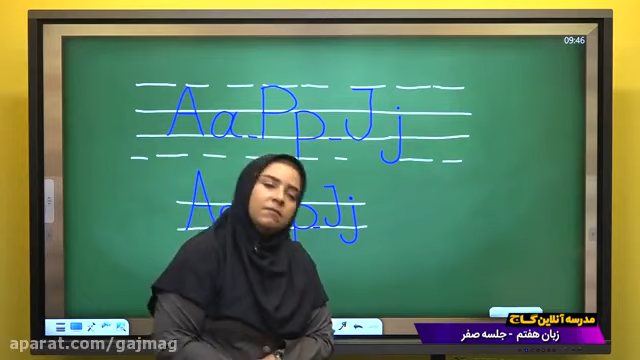 09:46
Aa-Pp-Jj
A p-Jj
مدرسه آنلاین گاج
زبان هفتم - جلسه صفر
aparat.com/gajmag